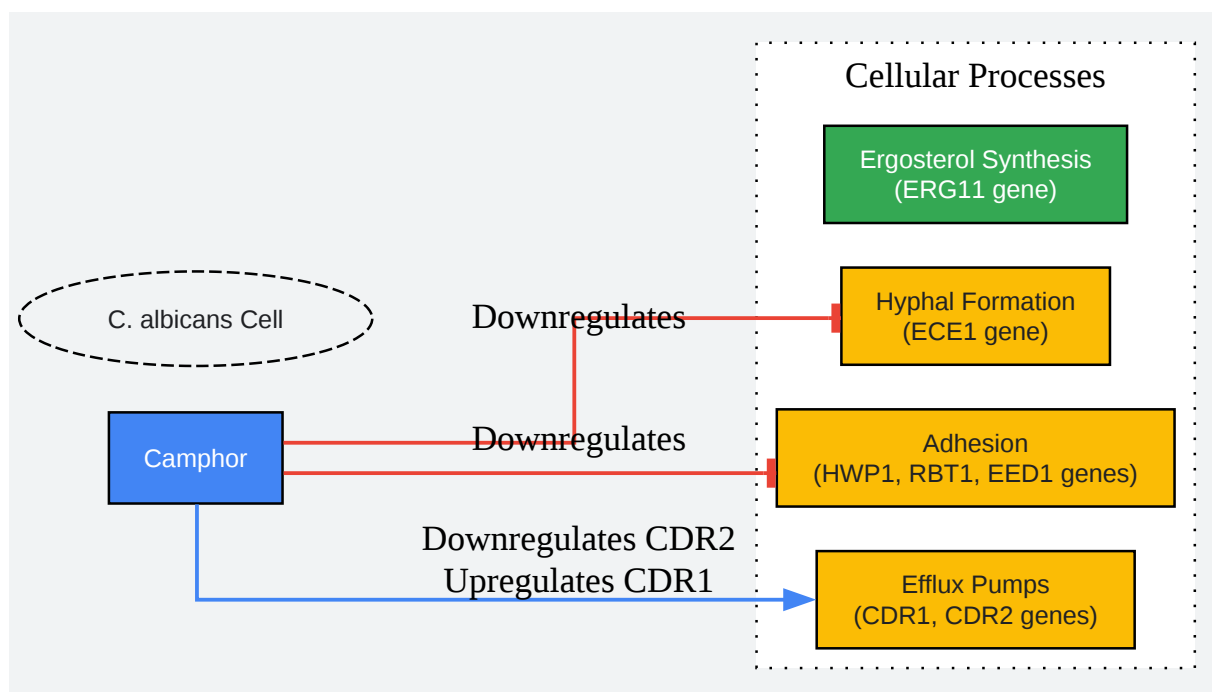 Cellular Processes
Ergosterol Synthesis
(ERG11 gene)
C. albicans Cell
Downregulates
Hyphal Formation
(ECE1 gene)
Camphor
Downregulates
Adhesion
(HWP1, RBT1, EED1 genes)
Downregulates CDR2
Upregulates CDR1
Efflux Pumps
(CDR1, CDR2 genes)